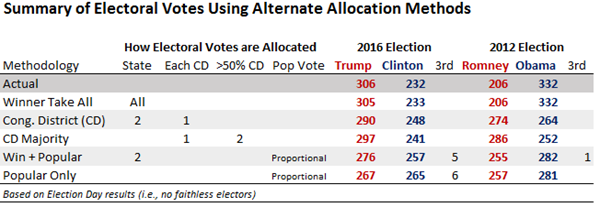 Summary of Electoral Votes Using Alternate Allocation Methods
How Electoral Votes are Allocated 2016 Election 2012 Election
Methodology State Each CD >50% CD Pop Vote Trump Clinton 3rd Romney Obama 3rd
Actual 306 232 206 332
Winner Take All All 305 233 206 332
Cong. District (CD) 2 1 290 248 274 264
CD Majority 1 2 297 241 286 252
Win + Popular 2 Proportional 276 257 5 255 282 1
Popular Only Proportional 267 265 6 257 281
Based on Election Day results (i.e., no faithless electors)